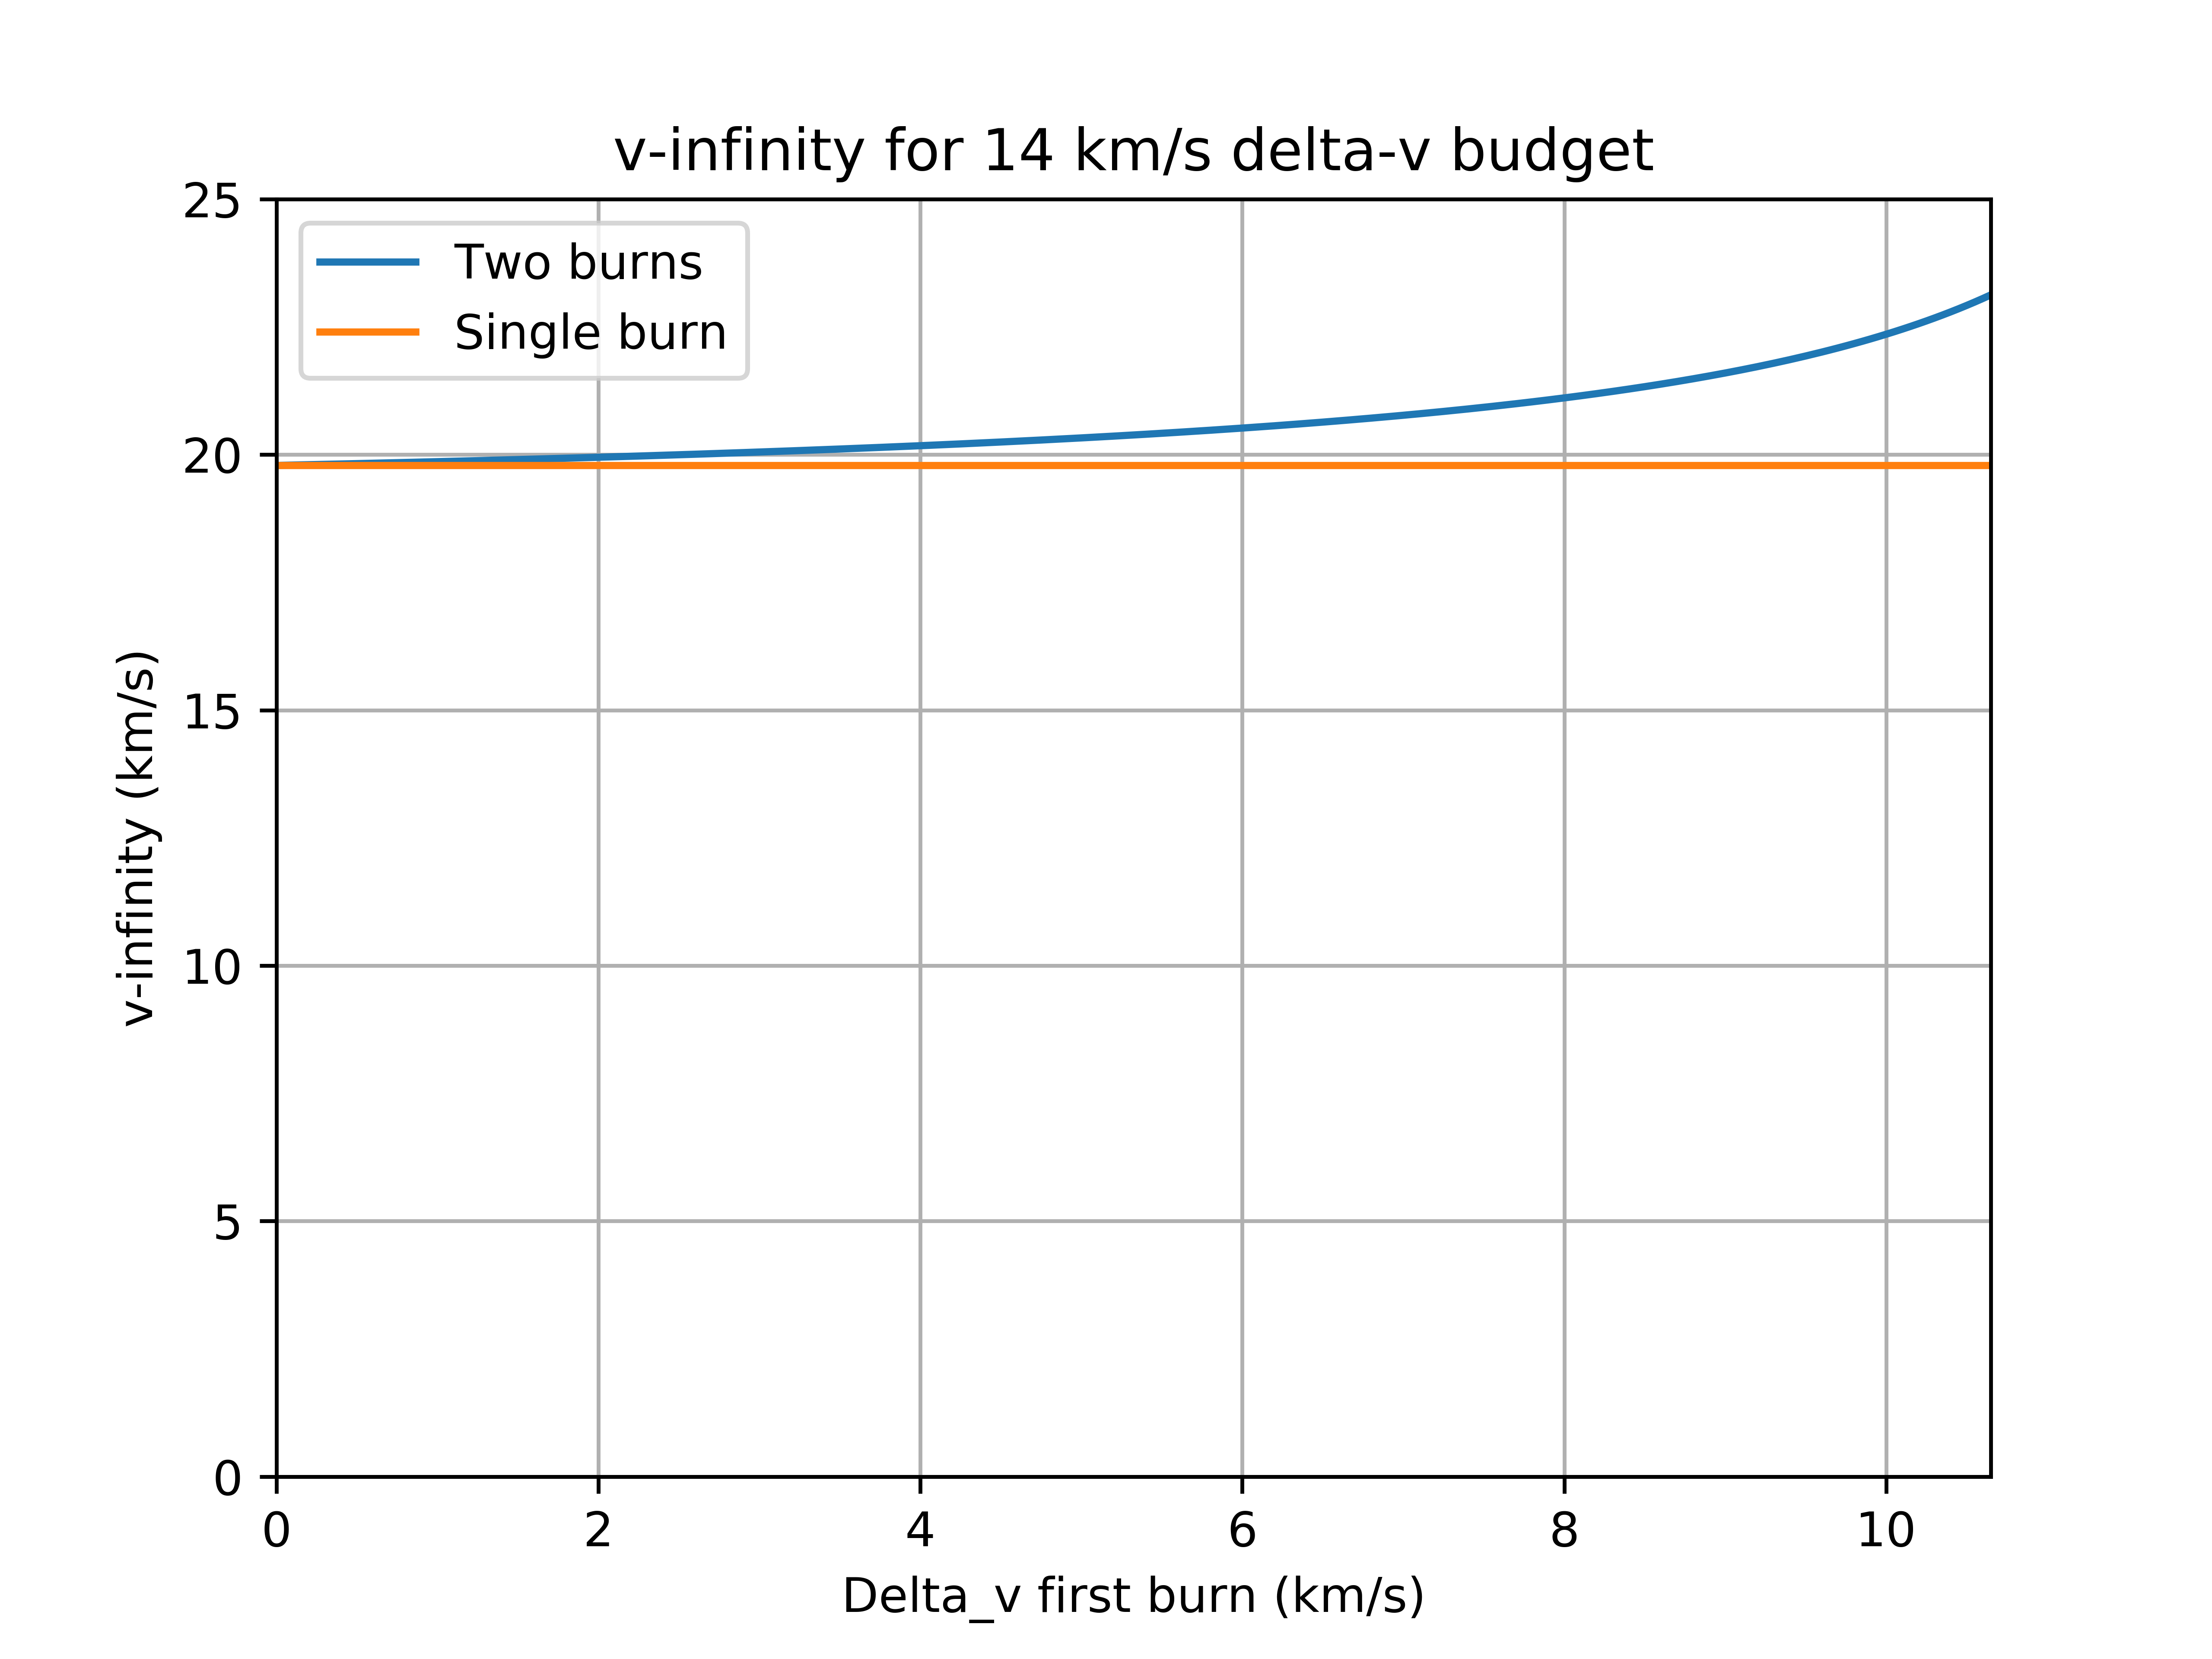 v-infinity for 14 km/s delta-v budget
25
Two burns
Single burn
20
15
v-infinity (km/s)
10
5
0
0 2 4 6 8 10
Delta_v first burn (km/s)